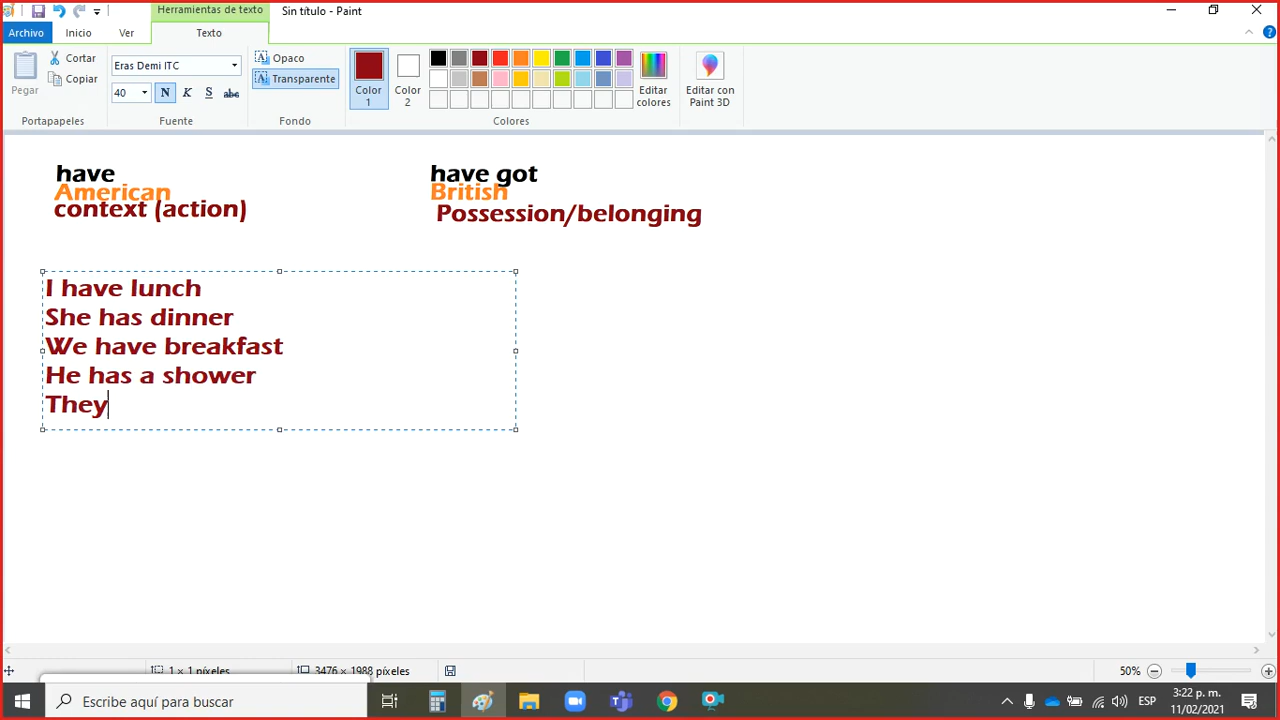 Herramientas de texto
Sin título - Paint
Archivo
Inicio
Ver
Texto
Pegar
Cortar
Copiar
Portapapeles
Eras Demi ITC
40
N
K
S
abc
Fuente
Opaco
Transparente
Fondo
Color 1
Color 2
Colores
Editar colores
Editar con Paint 3D
have
American
context (action)
have got
British
Possession/belonging
I have lunch
She has dinner
We have breakfast
He has a shower
They
1 × 1 píxeles
3476 × 1988 píxeles
50%
Escribe aquí para buscar
ESP
3:22 p. m.
11/02/2021